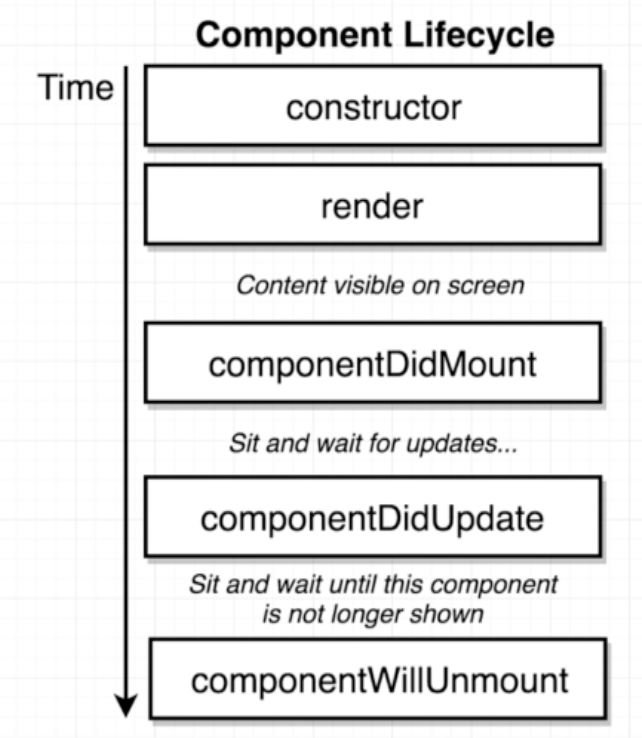 Component Lifecycle
Time
constructor
render
Content visible on screen
componentDidMount
Sit and wait for updates...
componentDidUpdate
Sit and wait until this component
is not longer shown
componentWillUnmount